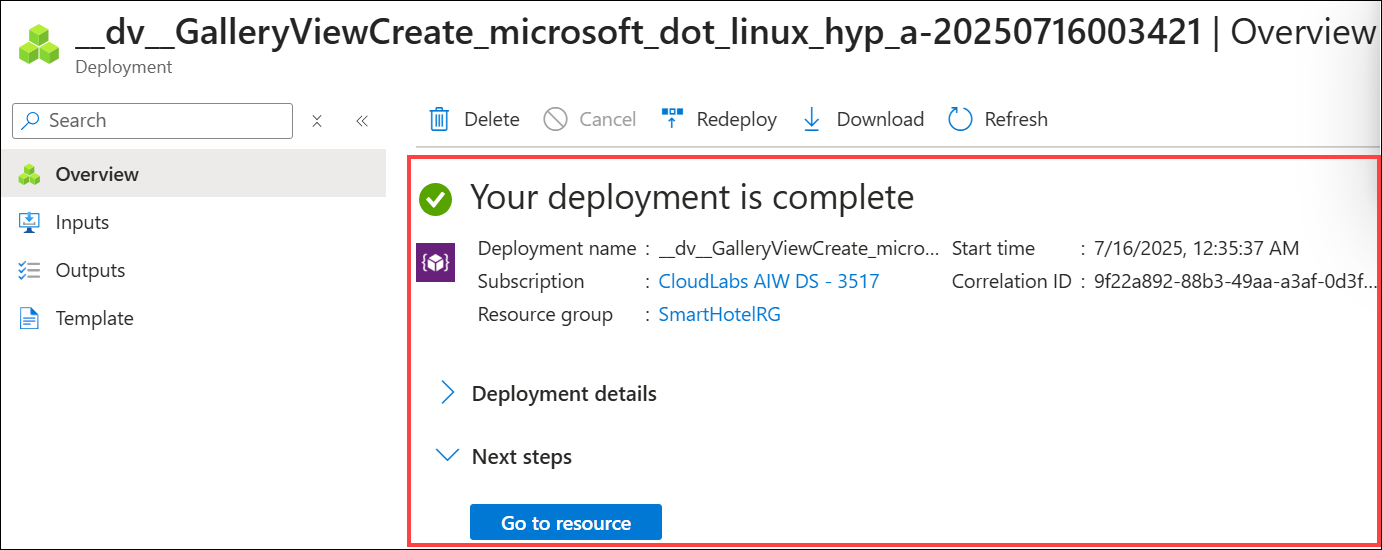 __dv__GalleryViewCreate_microsoft_dot_linux_hyp_a-20250716003421 | Overview
Deployment
Search
Delete Cancel Redeploy Download Refresh
Overview
Inputs
Outputs
Template
Your deployment is complete
Deployment name : __dv__GalleryViewCreate_micro... Start time : 7/16/2025, 12:35:37 AM
Subscription : CloudLabs AIW DS - 3517 Correlation ID : 9f22a892-88b3-49aa-a3af-0d3f...
Resource group : SmartHotelRG
Deployment details
Next steps
Go to resource